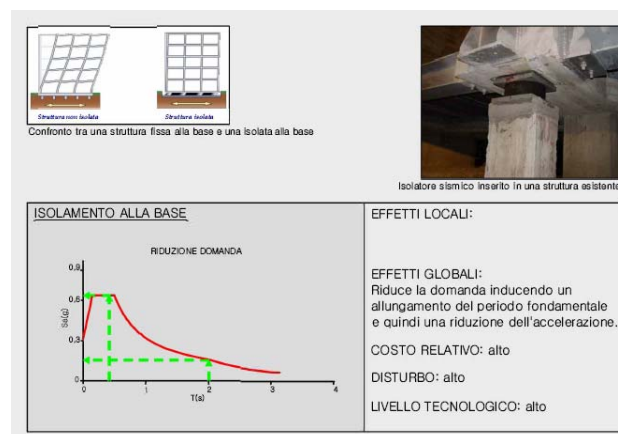 Struttura non isolata
Struttura isolata
Confronto tra una struttura fissa alla base e una isolata alla base
Isolatore sismico inserito in una struttura esistente
ISOLAMENTO ALLA BASE
RIDUZIONE DOMANDA
Sa(g)
0.9
0.6
0.3
0
0 1 2 3 4
T(s)
EFFETTI LOCALI:
EFFETTI GLOBALI:
Riduce la domanda inducendo un
allungamento del periodo fondamentale
e quindi una riduzione dell'accelerazione.
COSTO RELATIVO: alto
DISTURBO: alto
LIVELLO TECNOLOGICO: alto